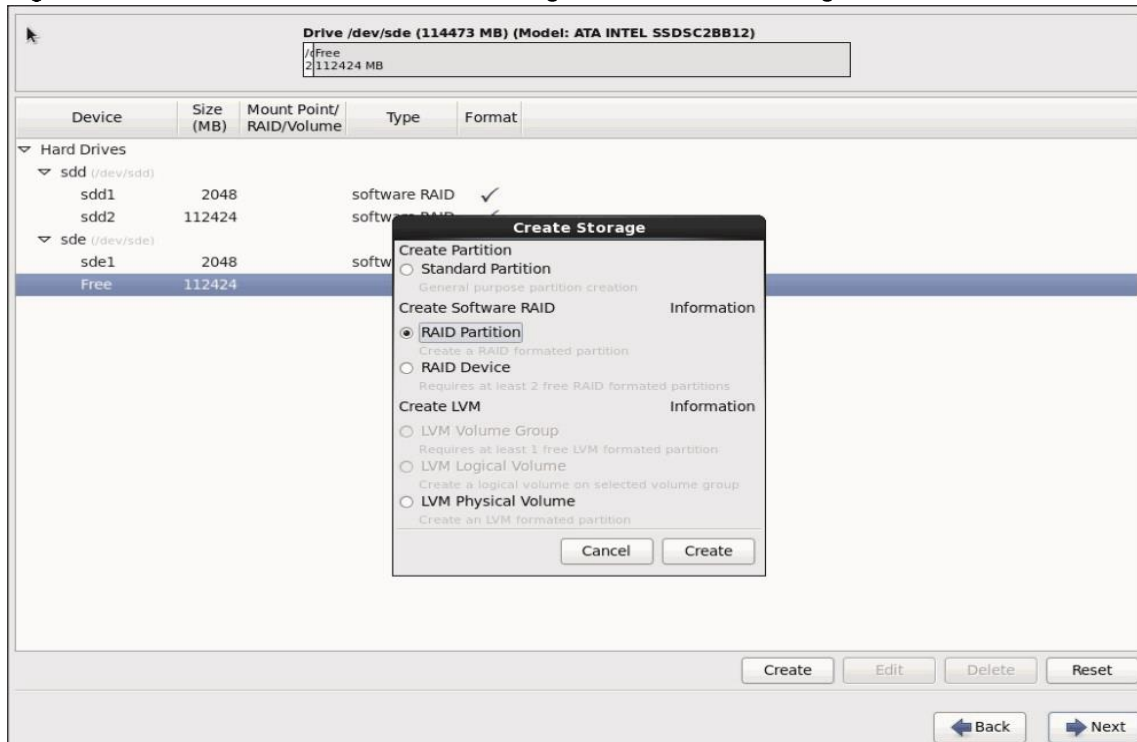 Drive /dev/sde (114473 MB) (Model: ATA INTEL SSDSC2BB12)
Free
2 112424 MB
Device Size (MB) Mount Point/ RAID/Volume Type Format
Hard Drives
sdd (/dev/sdd)
sdd1 2048 software RAID
sdd2 112424
sde (/dev/sde)
sde1 2048
Free 112424
Create Storage
Create Partition
Standard Partition
General purpose partition creation
Create Software RAID Information
RAID Partition
Create a RAID formated partition
RAID Device
Requires at least 2 free RAID formated partitions
Create LVM Information
LVM Volume Group
Requires at least 1 free LVM formated partition
LVM Logical Volume
Create a logical volume on selected volume group
LVM Physical Volume
Create an LVM formated partition
Cancel Create
Create Edit Delete Reset
Back Next